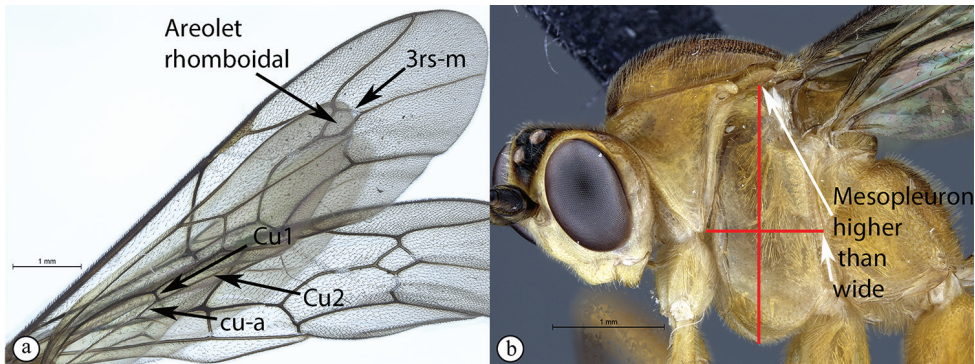 Areolet
rhomboidal
3rs-m
Cu1
Cu2
cu-a
1 mm
a
Mesopleuron
higher
than
wide
1 mm
b